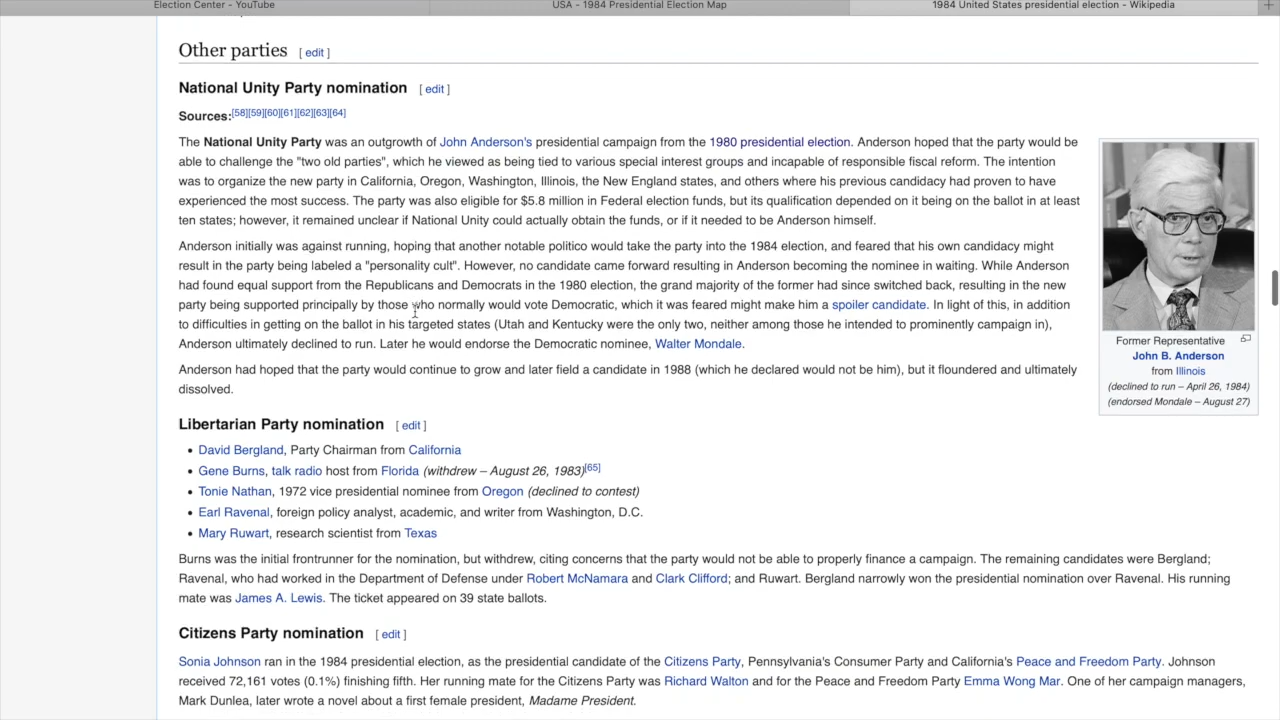 Election Center - YouTube
USA - 1984 Presidential Election Map
1984 United States presidential election - Wikipedia
Other parties [ edit ]
National Unity Party nomination [ edit ]
Sources:[58][59][60][61][62][63][64]
The National Unity Party was an outgrowth of John Anderson's presidential campaign from the 1980 presidential election. Anderson hoped that the party would be
able to challenge the "two old parties", which he viewed as being tied to various special interest groups and incapable of responsible fiscal reform. The intention
was to organize the new party in California, Oregon, Washington, Illinois, the New England states, and others where his previous candidacy had proven to have
experienced the most success. The party was also eligible for $5.8 million in Federal election funds, but its qualification depended on it being on the ballot in at least
ten states; however, it remained unclear if National Unity could actually obtain the funds, or if it needed to be Anderson himself.
Anderson initially was against running, hoping that another notable politico would take the party into the 1984 election, and feared that his own candidacy might
result in the party being labeled a "personality cult". However, no candidate came forward resulting in Anderson becoming the nominee in waiting. While Anderson
had found equal support from the Republicans and Democrats in the 1980 election, the grand majority of the former had since switched back, resulting in the new
party being supported principally by those who normally would vote Democratic, which it was feared might make him a spoiler candidate. In light of this, in addition
to difficulties in getting on the ballot in his targeted states (Utah and Kentucky were the only two, neither among those he intended to prominently campaign in),
Anderson ultimately declined to run. Later he would endorse the Democratic nominee, Walter Mondale.
Anderson had hoped that the party would continue to grow and later field a candidate in 1988 (which he declared would not be him), but it floundered and ultimately
dissolved.
Former Representative
John B. Anderson
from Illinois
(declined to run – April 26, 1984)
(endorsed Mondale – August 27)
Libertarian Party nomination [ edit ]
• David Bergland, Party Chairman from California
• Gene Burns, talk radio host from Florida (withdrew – August 26, 1983)[65]
• Tonie Nathan, 1972 vice presidential nominee from Oregon (declined to contest)
• Earl Ravenal, foreign policy analyst, academic, and writer from Washington, D.C.
• Mary Ruwart, research scientist from Texas
Burns was the initial frontrunner for the nomination, but withdrew, citing concerns that the party would not be able to properly finance a campaign. The remaining candidates were Bergland;
Ravenal, who had worked in the Department of Defense under Robert McNamara and Clark Clifford; and Ruwart. Bergland narrowly won the presidential nomination over Ravenal. His running
mate was James A. Lewis. The ticket appeared on 39 state ballots.
Citizens Party nomination [ edit ]
Sonia Johnson ran in the 1984 presidential election, as the presidential candidate of the Citizens Party, Pennsylvania's Consumer Party and California's Peace and Freedom Party. Johnson
received 72,161 votes (0.1%) finishing fifth. Her running mate for the Citizens Party was Richard Walton and for the Peace and Freedom Party Emma Wong Mar. One of her campaign managers,
Mark Dunlea, later wrote a novel about a first female president, Madame President.